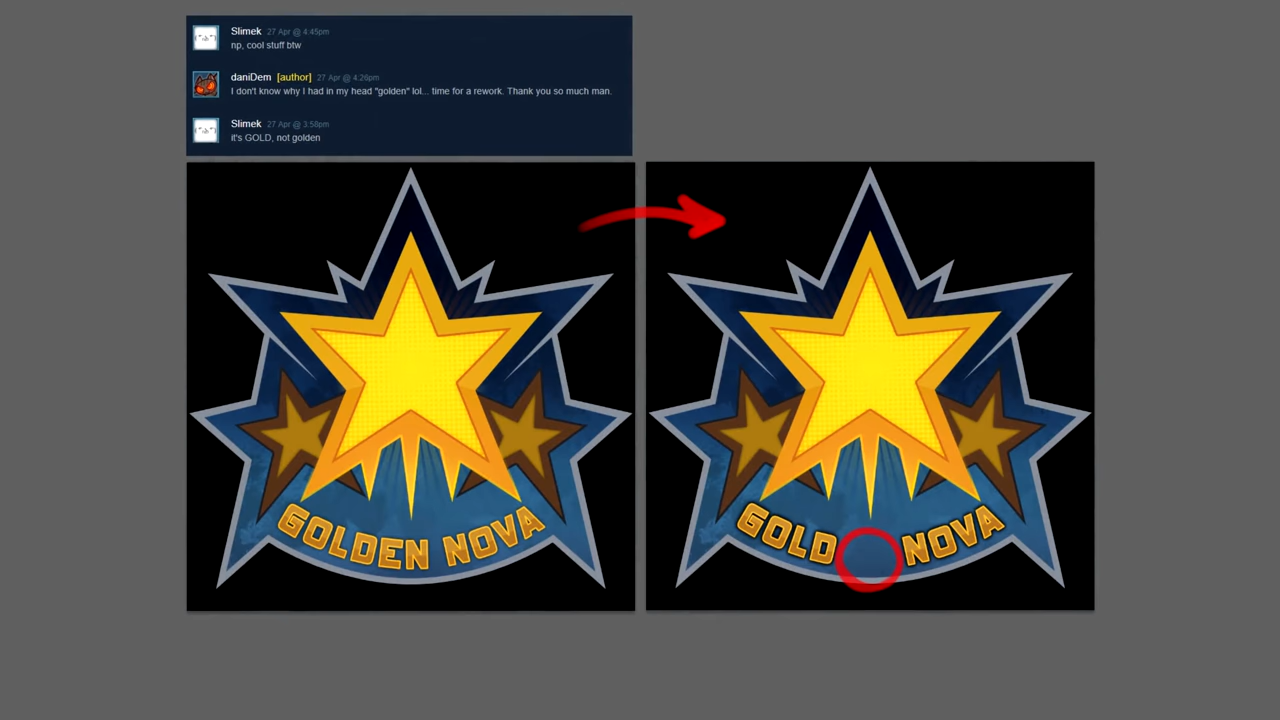 Slimek 27 Apr @ 4:45pm
np, cool stuff btw
daniDem [author] 27 Apr @ 4:26pm
I don't know why I had in my head "golden" lol... time for a rework. Thank you so much man.
Slimek 27 Apr @ 3:58pm
it's GOLD, not golden
GOLDEN NOVA
GOLD NOVA